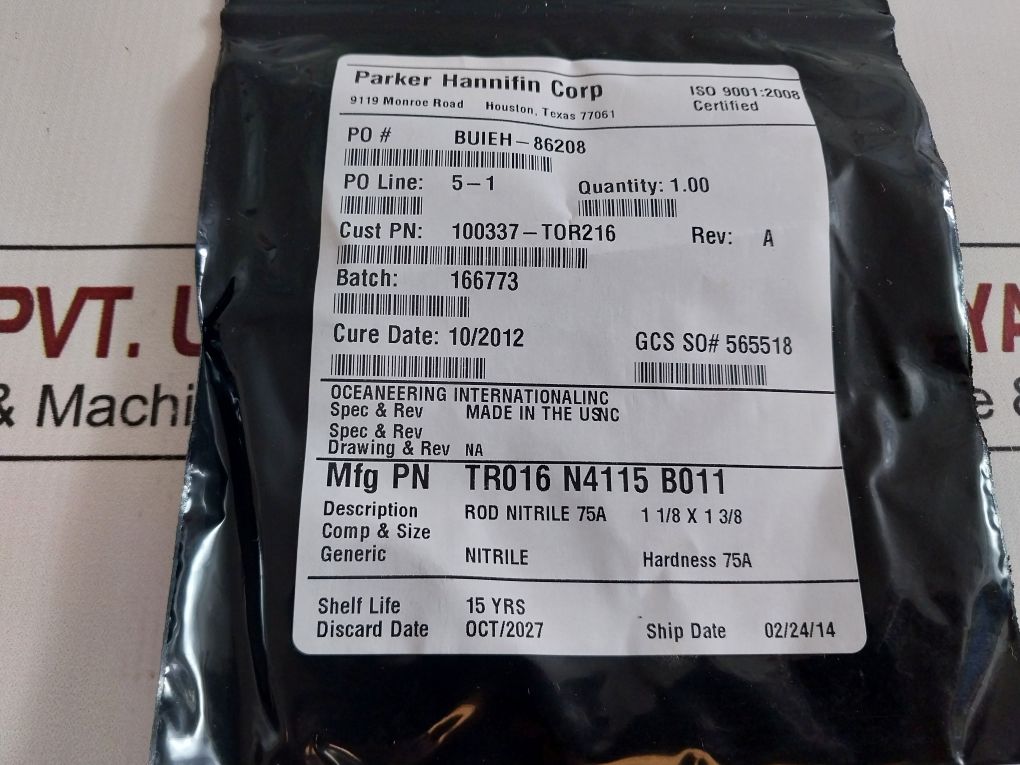 Parker Hannifin Corp
ISO 9001:2008
9119 Monroe Road Houston, Texas 77061
Certified
PO # BUIEH-86208
PO Line: 5-1 Quantity: 1.00
Cust PN: 100337-TOR216 Rev: A
Batch: 166773
Cure Date: 10/2012 GCS SO# 565518
OCEANEERING INTERNATIONALINC
Spec & Rev MADE IN THE USNC
Spec & Rev
Drawing & Rev NA
Mfg PN TR016 N4115 B011
Description ROD NITRILE 75A 1 1/8 X 1 3/8
Comp & Size
Generic NITRILE Hardness 75A
Shelf Life 15 YRS
Discard Date OCT/2027 Ship Date 02/24/14
PVT.
& Machi
e &